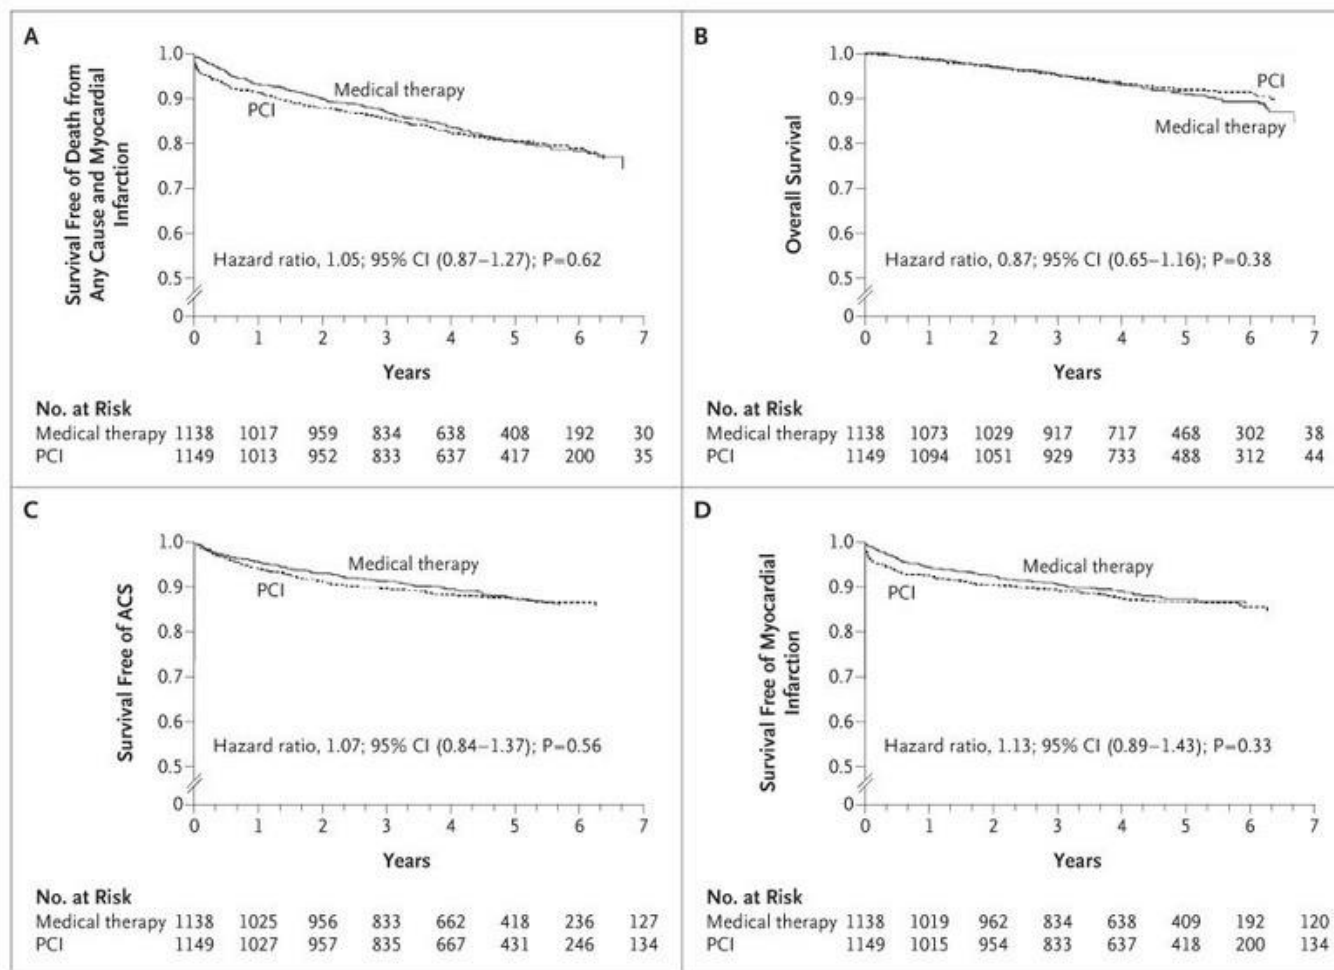 A
Survival Free of Death from
Any Cause and Myocardial
Infarction
1.0
0.9
0.8
0.7
0.6
0.5
0
Medical therapy
PCI
Hazard ratio, 1.05; 95% CI (0.87–1.27); P=0.62
0 1 2 3 4 5 6 7
Years
No. at Risk
Medical therapy 1138 1017 959 834 638 408 192 30
PCI 1149 1013 952 833 637 417 200 35
B
Overall Survival
1.0
0.9
0.8
0.7
0.6
0.5
0
PCI
Medical therapy
Hazard ratio, 0.87; 95% CI (0.65–1.16); P=0.38
0 1 2 3 4 5 6 7
Years
No. at Risk
Medical therapy 1138 1073 1029 917 717 468 302 38
PCI 1149 1094 1051 929 733 488 312 44
C
Survival Free of ACS
1.0
0.9
0.8
0.7
0.6
0.5
0
Medical therapy
PCI
Hazard ratio, 1.07; 95% CI (0.84–1.37); P=0.56
0 1 2 3 4 5 6 7
Years
No. at Risk
Medical therapy 1138 1025 956 833 662 418 236 127
PCI 1149 1027 957 835 667 431 246 134
D
Survival Free of Myocardial
Infarction
1.0
0.9
0.8
0.7
0.6
0.5
0
Medical therapy
PCI
Hazard ratio, 1.13; 95% CI (0.89–1.43); P=0.33
0 1 2 3 4 5 6 7
Years
No. at Risk
Medical therapy 1138 1019 962 834 638 409 192 120
PCI 1149 1015 954 833 637 418 200 134